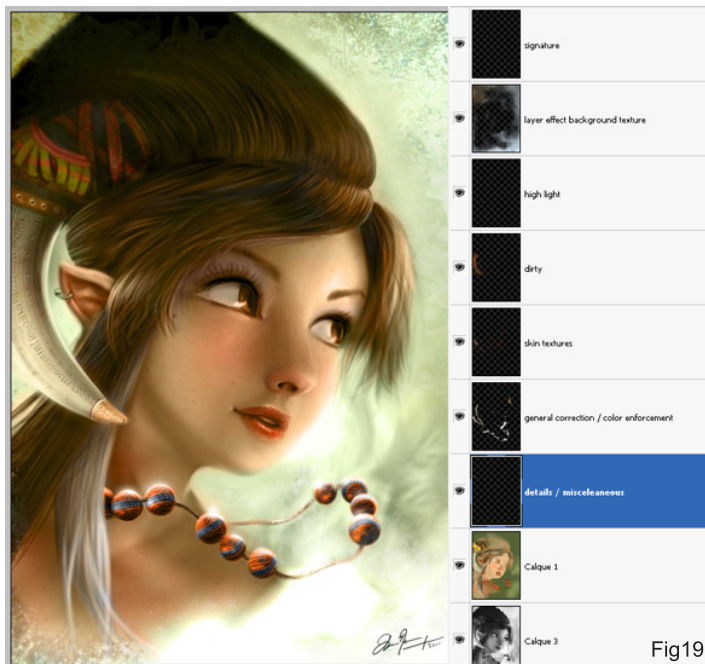 signature
layer effect background texture
high light
dirty
skin textures
general correction / color enforcement
details / misceleaneous
Calque 1
Calque 3
Fig19